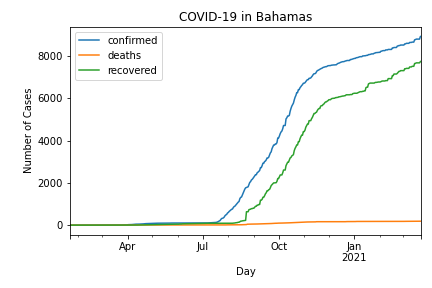 COVID-19 in Bahamas
confirmed
deaths
recovered
Number of Cases
8000
6000
4000
2000
0
Apr
Jul
Oct
Jan
2021
Day